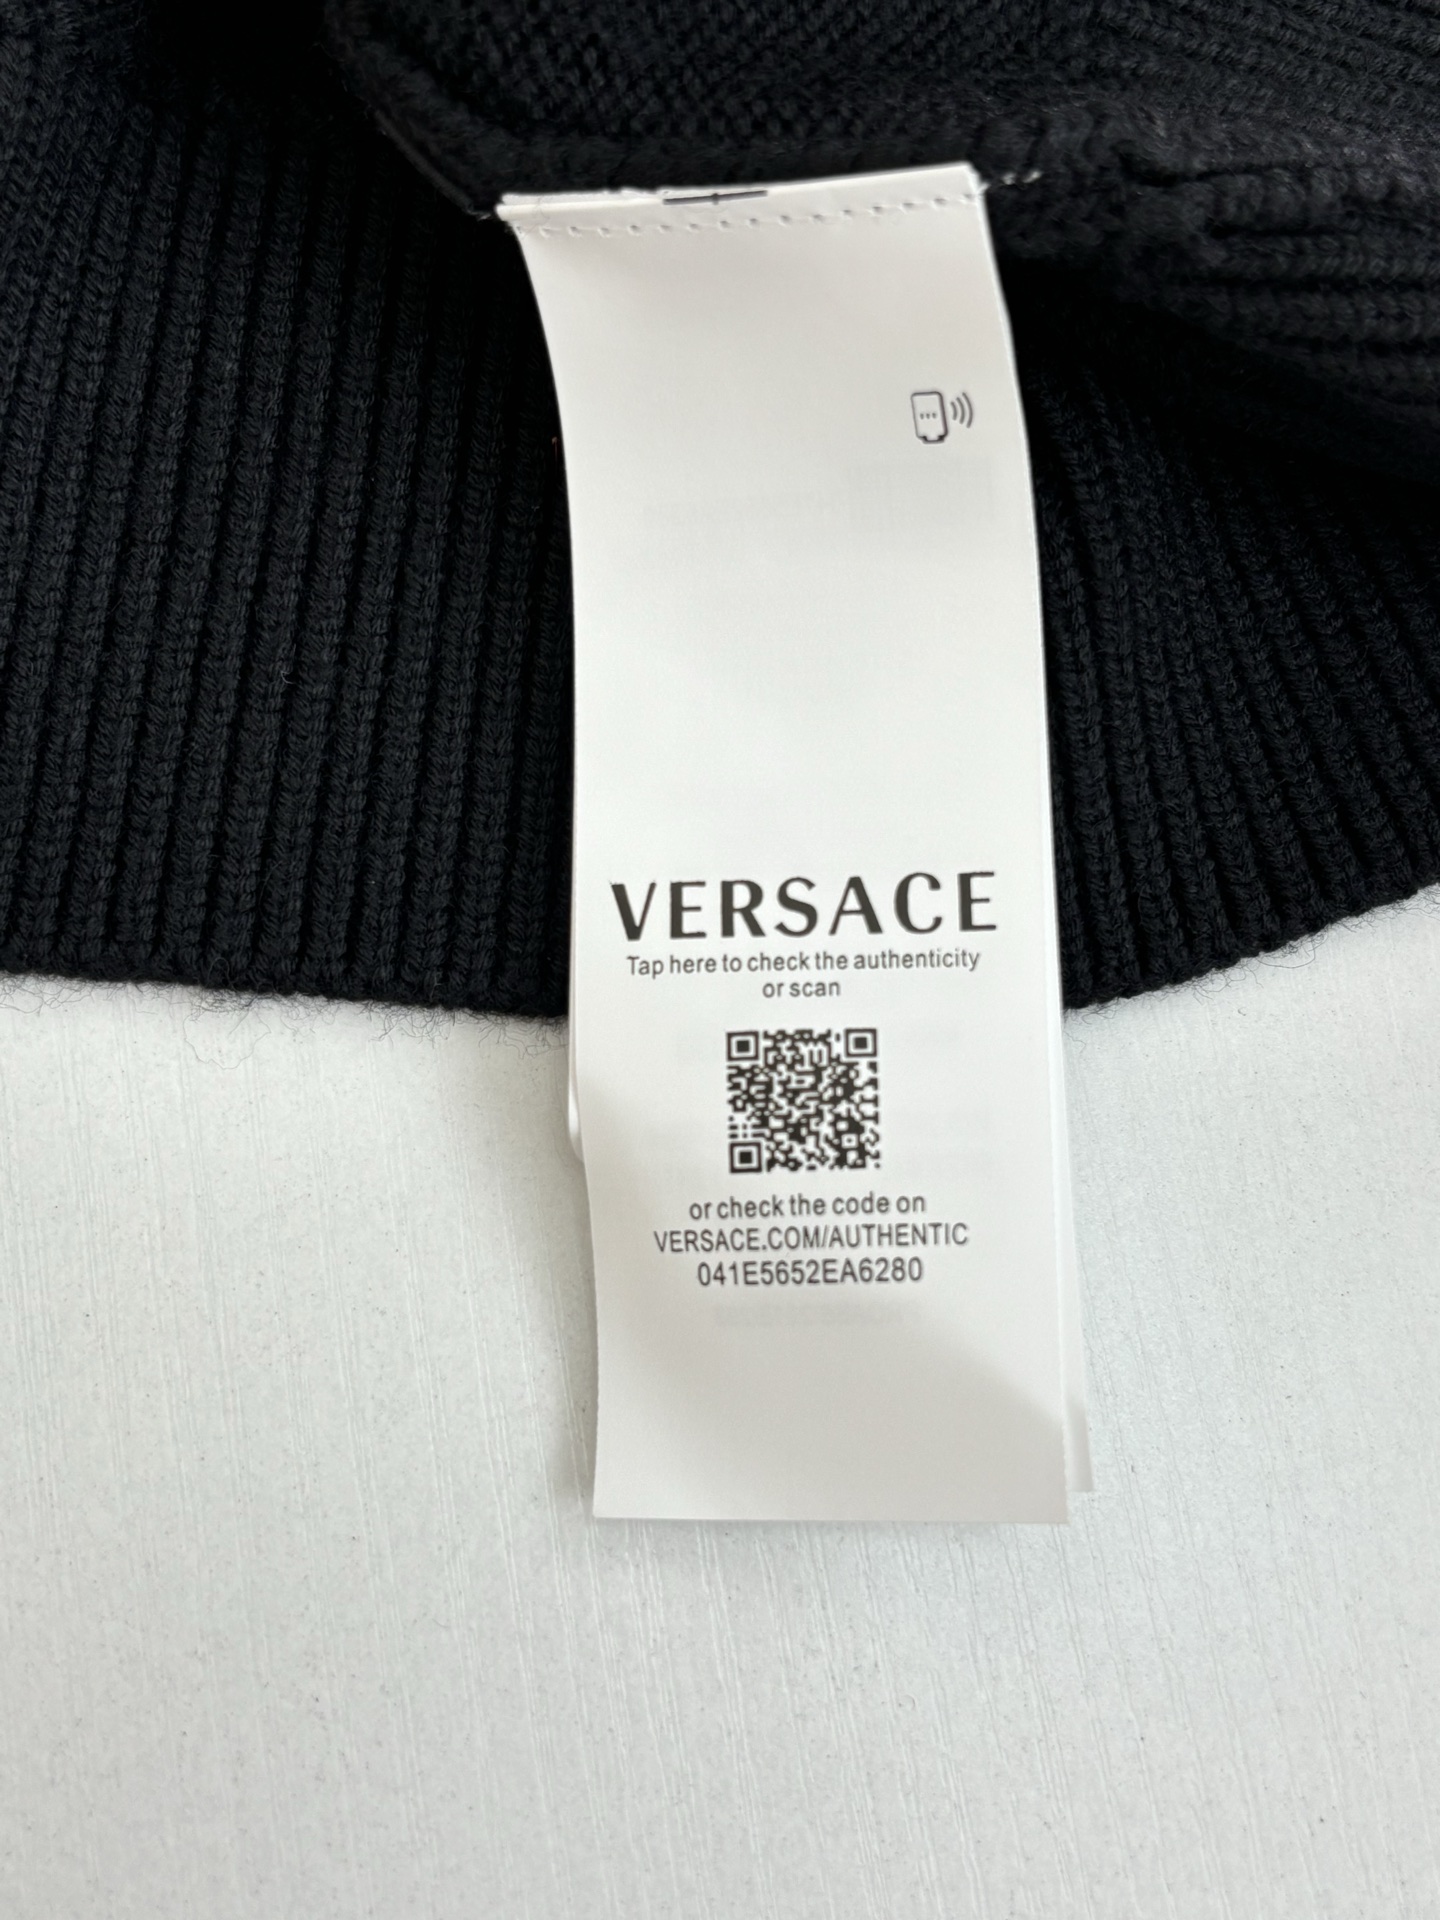 VERSACE
Tap here to check the authenticity
or scan
or check the code on
VERSACE.COM/AUTHENTIC
041E5652EA6280